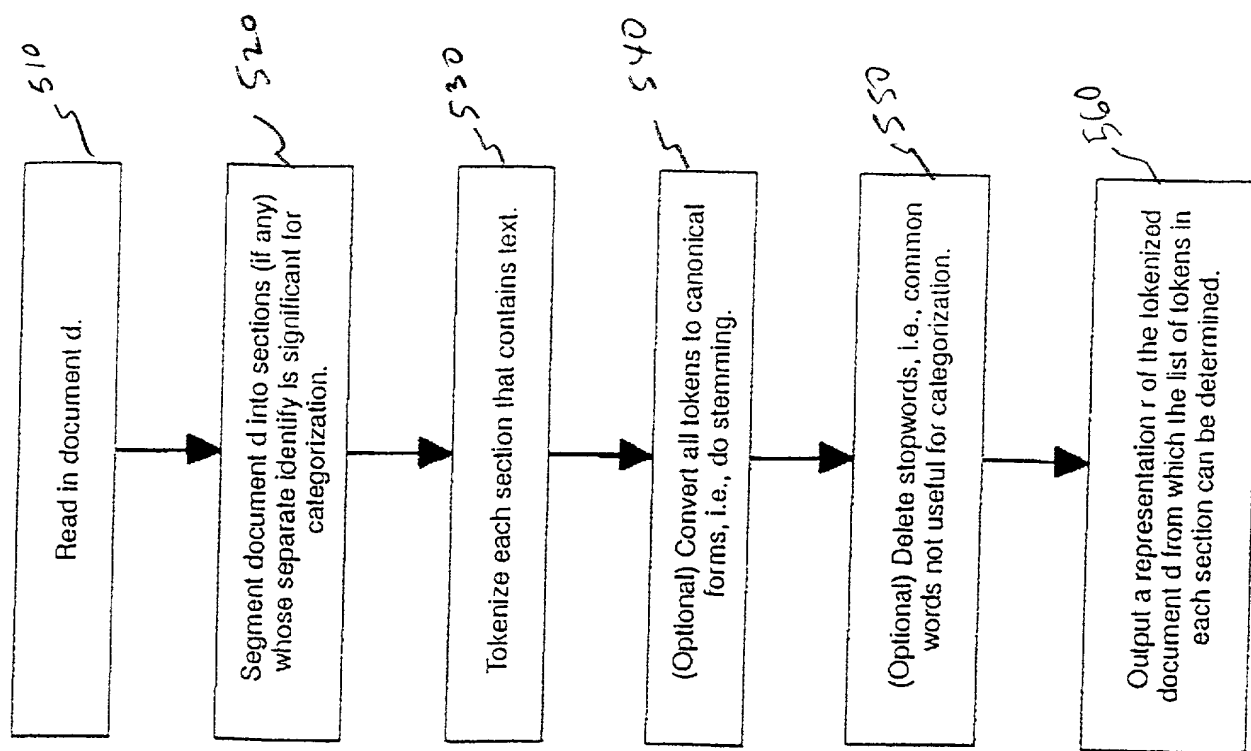 510
Read in document d.
520
Segment document d into sections (if any)
whose separate identify is significant for
categorization.
530
Tokenize each section that contains text.
540
(Optional) Convert all tokens to canonical
forms, i.e., do stemming.
550
(Optional) Delete stopwords, i.e., common
words not useful for categorization.
560
Output a representation r of the tokenized
document d from which the list of tokens in
each section can be determined.